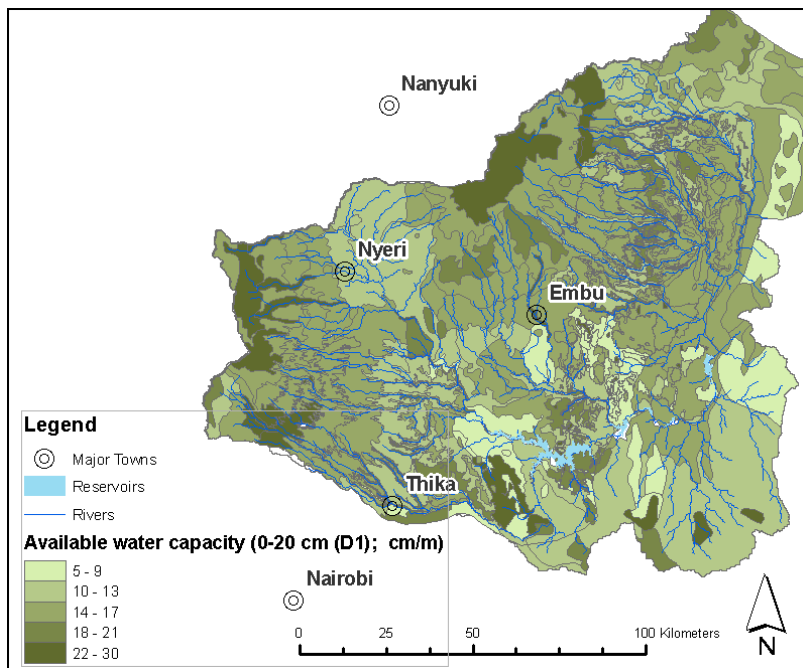 Nanyuki
Nyeri
Embu
Legend
Major Towns
Reservoirs
Rivers
Thika
Available water capacity (0-20 cm (D1); cm/m)
5 - 9
10 - 13
14 - 17
18 - 21
22 - 30
Nairobi
0 25 50 100 Kilometers
N